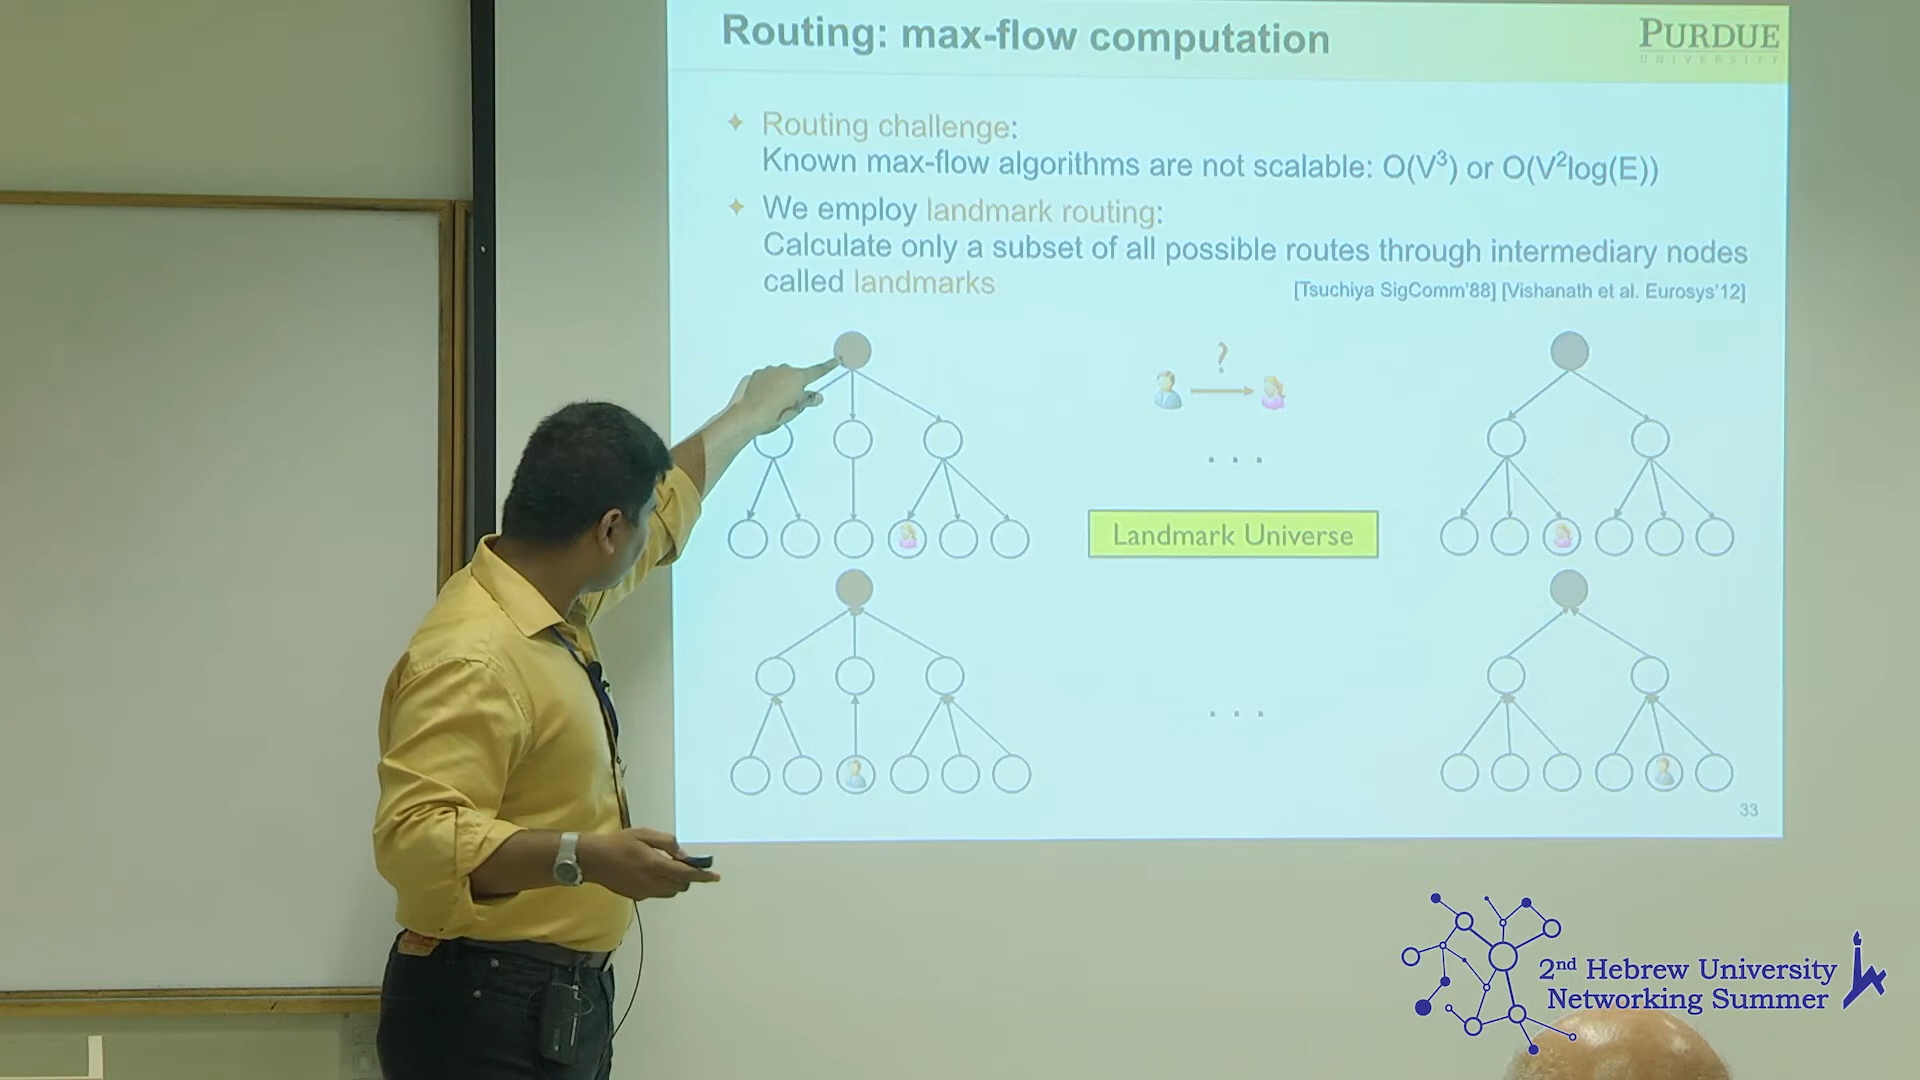 Routing: max-flow computation
PURDUE
UNIVERSITY
Routing challenge:
Known max-flow algorithms are not scalable: O(V³) or O(V²log(E))
We employ landmark routing:
Calculate only a subset of all possible routes through intermediary nodes
called landmarks
[Tsuchiya SigComm'88] [Vishanath et al. Eurosys'12]
?
. . .
Landmark Universe
. . .
33
2nd Hebrew University
Networking Summer